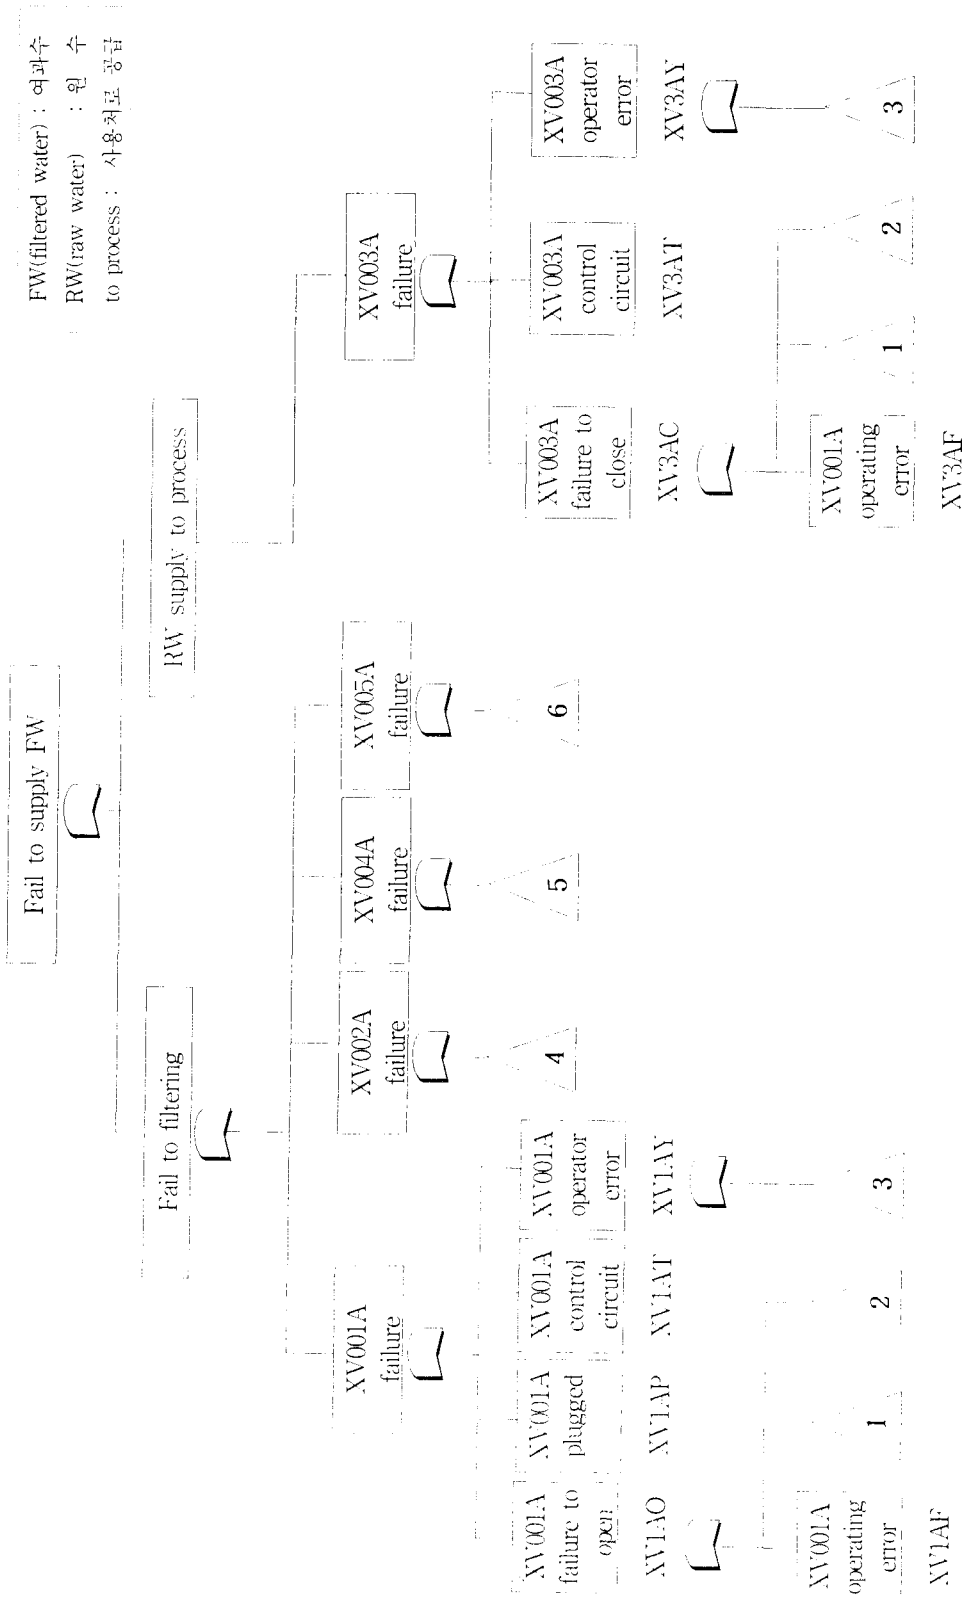 FW(filtered water) : 여과수
RW(raw water) : 원 수
to process : 사용처로 공급
Fail to supply FW
Fail to filtering
RW supply to process
XV001A
failure
XV002A
failure
XV004A
failure
XV005A
failure
XV003A
failure
XV001A
failure to
open
XV001A
plugged
XV001A
control
circuit
XV001A
operator
error
XV003A
failure to
close
XV003A
control
circuit
XV003A
operator
error
4
5
6
XV1AO
XV1AP
XV1AT
XV1AY
XV3AC
XV3AT
XV3AY
XV001A
operating
error
1
2
3
XV001A
operating
error
1
2
3
XV1AF
XV3AF